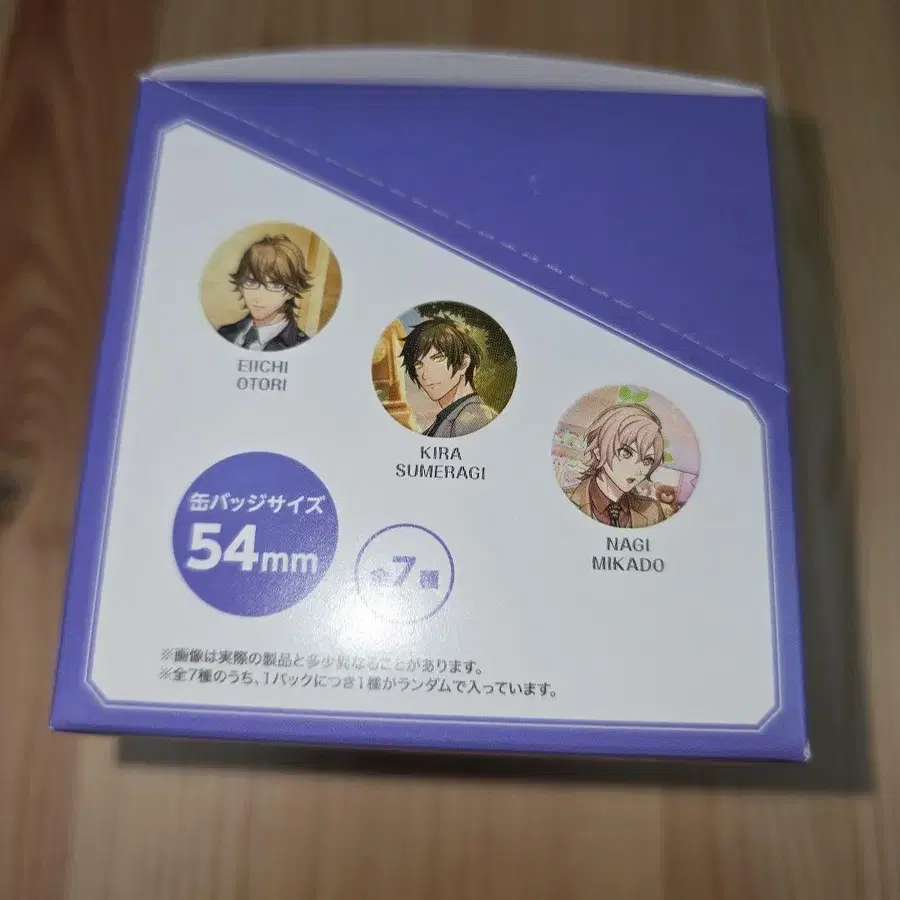 EIICHI
OTORI
KIRA
SUMERAGI
NAGI
MIKADO
缶バッジサイズ
54mm
全7種
※画像は実際の製品と多少異なることがあります。
※全7種のうち、1パックにつき1種がランダムで入っています。